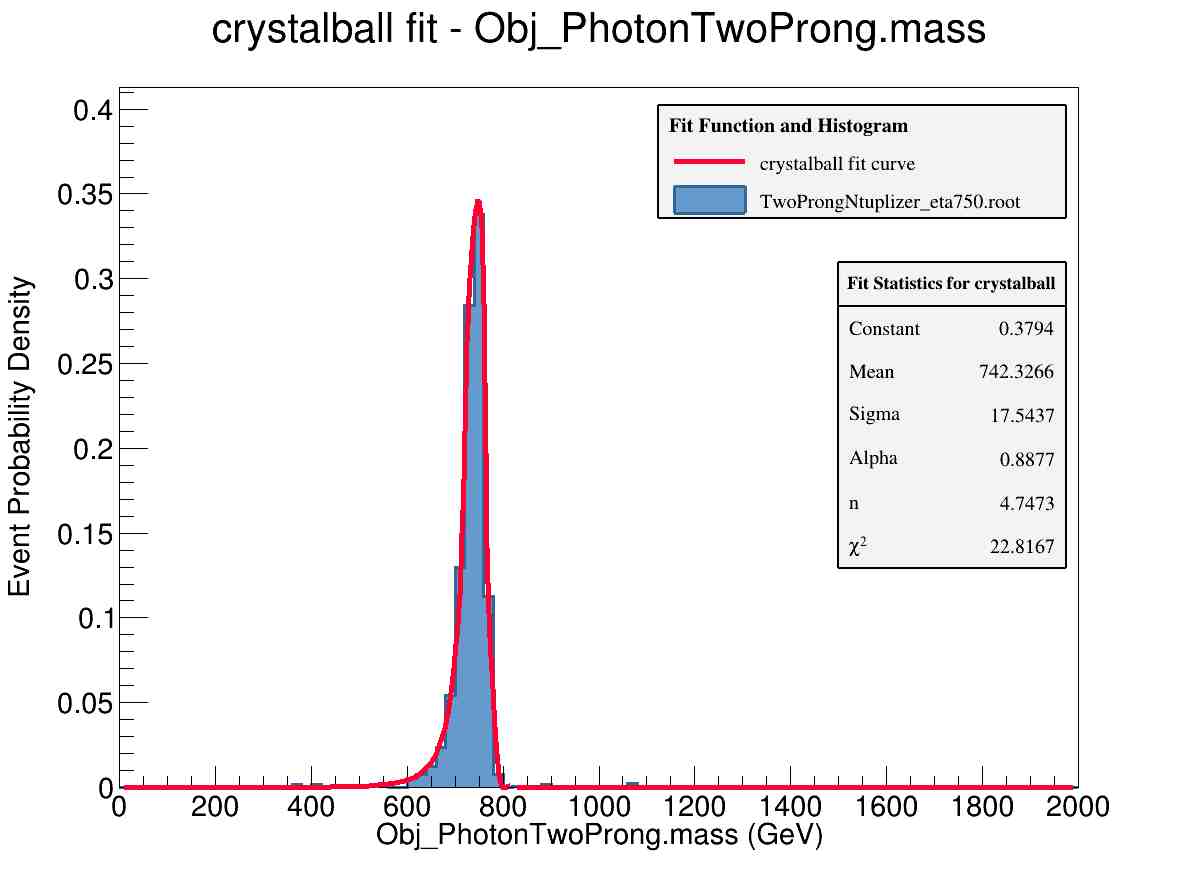 crystalball fit - Obj_PhotonTwoProng.mass
Event Probability Density
0.4
0.35
0.3
0.25
0.2
0.15
0.1
0.05
0
Fit Function and Histogram
crystalball fit curve
TwoProngNtuplizer_eta750.root
Fit Statistics for crystalball
Constant 0.3794
Mean 742.3266
Sigma 17.5437
Alpha 0.8877
n 4.7473
χ² 22.8167
0 200 400 600 800 1000 1200 1400 1600 1800 2000
Obj_PhotonTwoProng.mass (GeV)